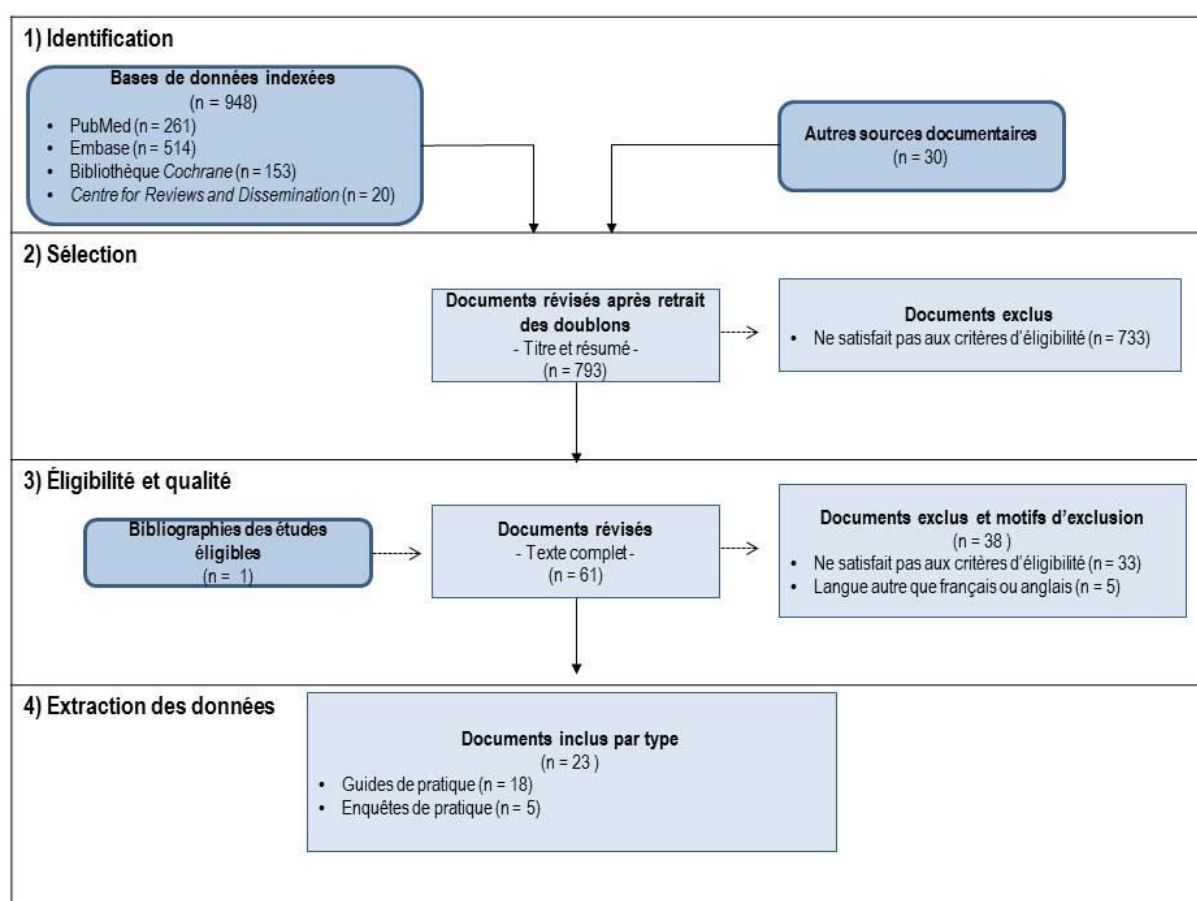 1) Identification
Bases de données indexées
(n = 948)
• PubMed (n = 261)
• Embase (n = 514)
• Bibliothèque Cochrane (n = 153)
• Centre for Reviews and Dissemination (n = 20)
Autres sources documentaires
(n = 30)
2) Sélection
Documents révisés après retrait
des doublons
- Titre et résumé -
(n = 793)
Documents exclus
• Ne satisfait pas aux critères d'éligibilité (n = 733)
3) Éligibilité et qualité
Bibliographies des études
éligibles
(n = 1)
Documents révisés
- Texte complet -
(n = 61)
Documents exclus et motifs d'exclusion
(n = 38 )
• Ne satisfait pas aux critères d'éligibilité (n = 33)
• Langue autre que français ou anglais (n = 5)
4) Extraction des données
Documents inclus par type
(n = 23 )
• Guides de pratique (n = 18)
• Enquêtes de pratique (n = 5)